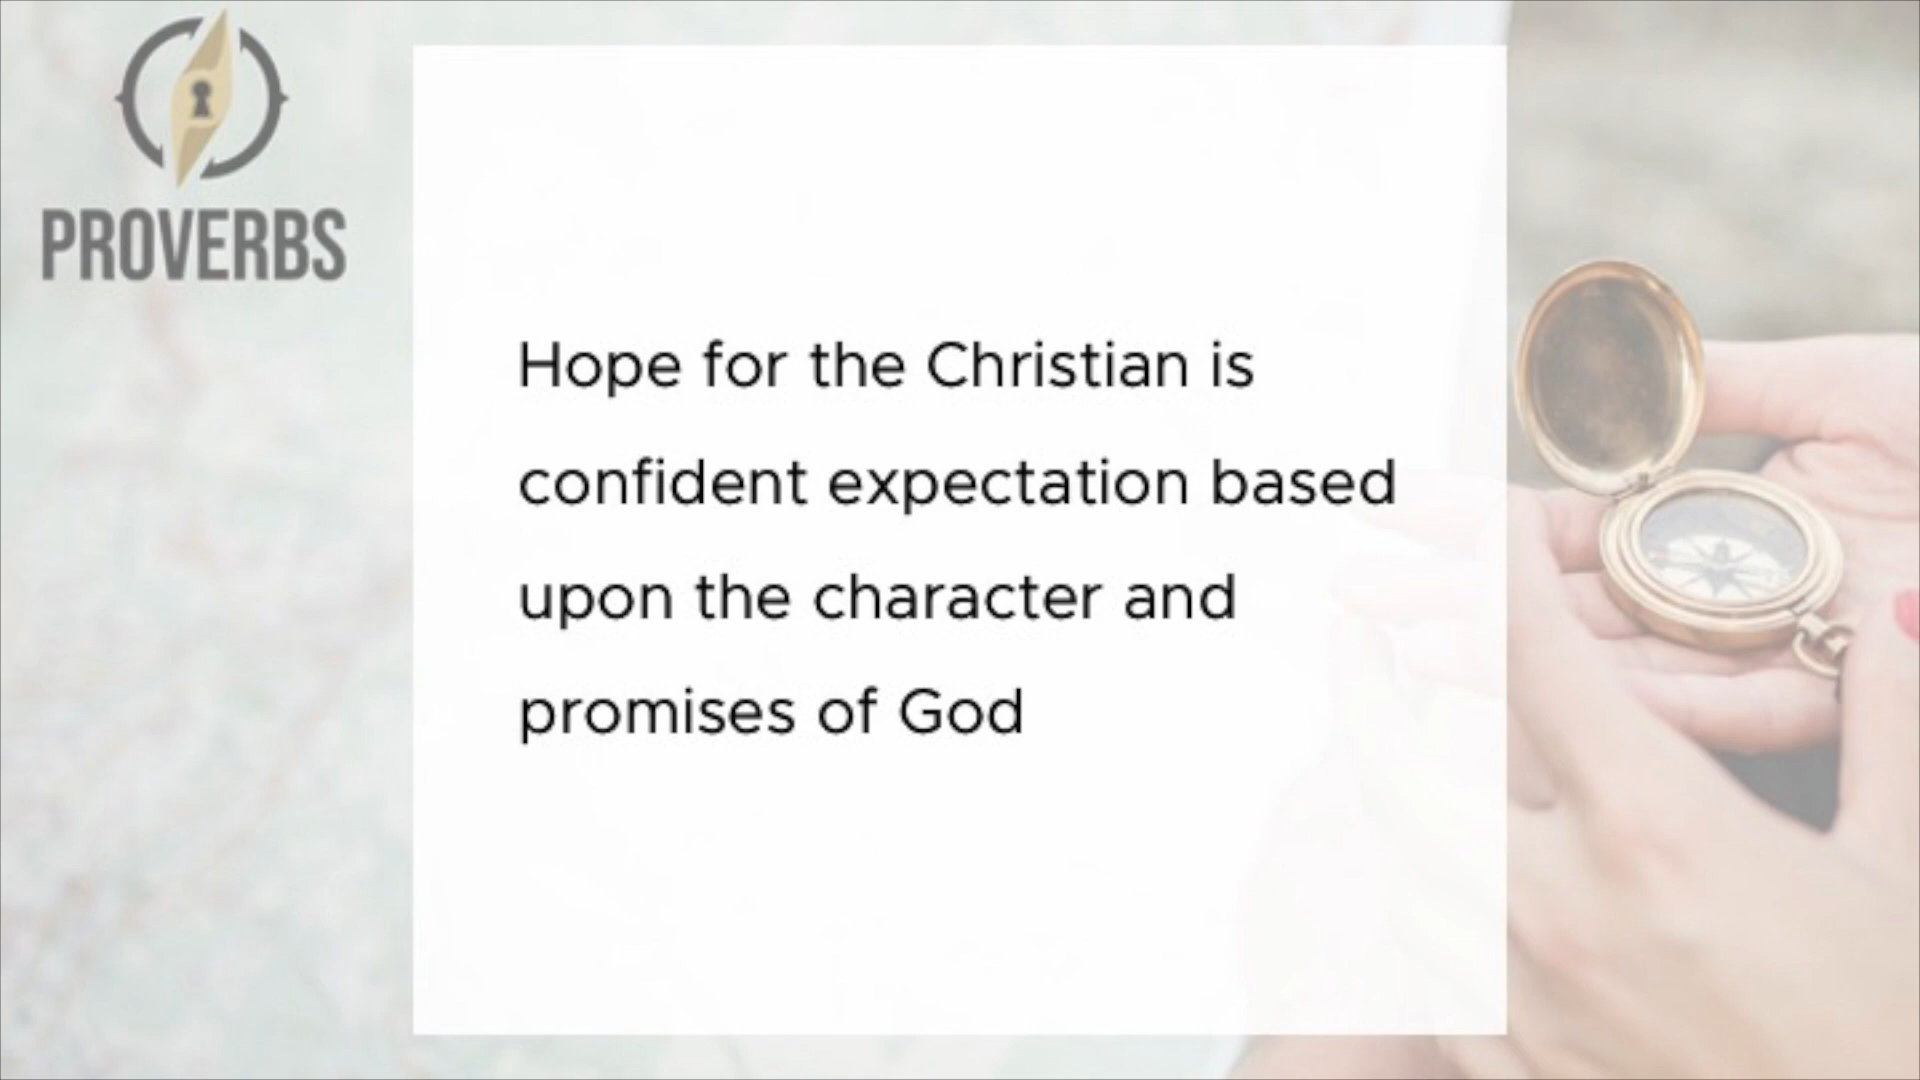 PROVERBS
Hope for the Christian is
confident expectation based
upon the character and
promises of God